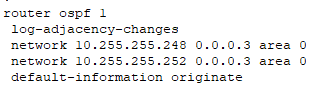 router ospf 1
log-adjacency-changes
network 10.255.255.248 0.0.0.3 area 0
network 10.255.255.252 0.0.0.3 area 0
default-information originate